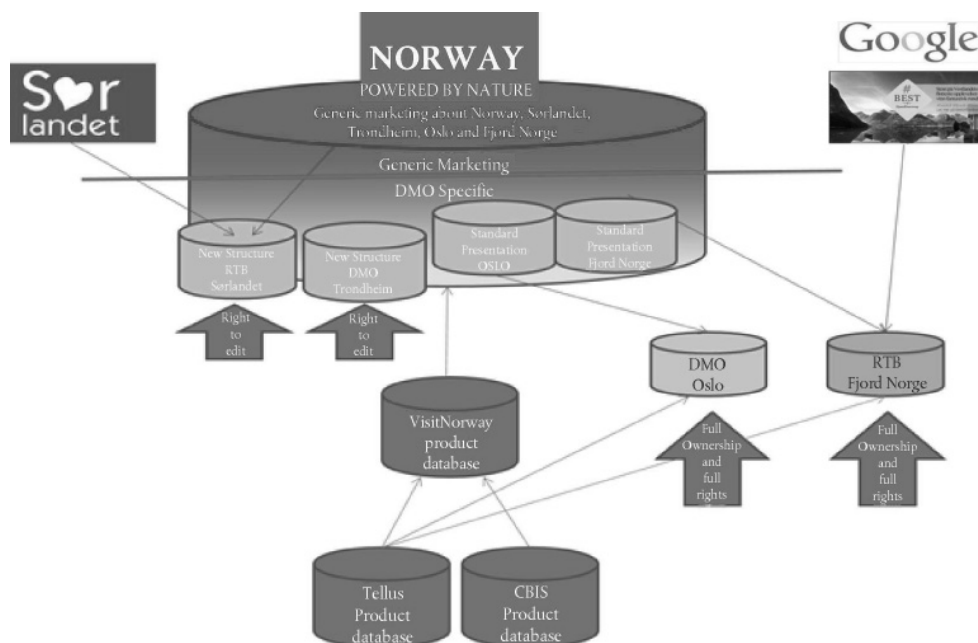 NORWAY
POWERED BY NATURE
Generic marketing about Norway, Sørlandet,
Trondheim, Oslo and Fjord Norge
Generic Marketing
DMO Specific
Sør
landet
Google
#
BEST
New Structure
RTB
Sørlandet
New Structure
DMO
Trondheim
Standard
Presentation
OSLO
Standard
Presentation
Fjord Norge
Right
to
edit
Right
to
edit
DMO
Oslo
RTB
Fjord Norge
VisitNorway
product
database
Full
Ownership
and
full
rights
Full
Ownership
and
full
rights
Tellus
Product
database
CBIS
Product
database